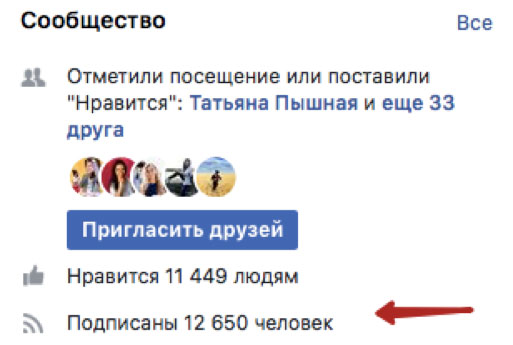 Сообщество
Все
Отметили посещение или поставили
"Нравится": Татьяна Пышная и еще 33
друга
Пригласить друзей
Нравится 11 449 людям
Подписаны 12 650 человек